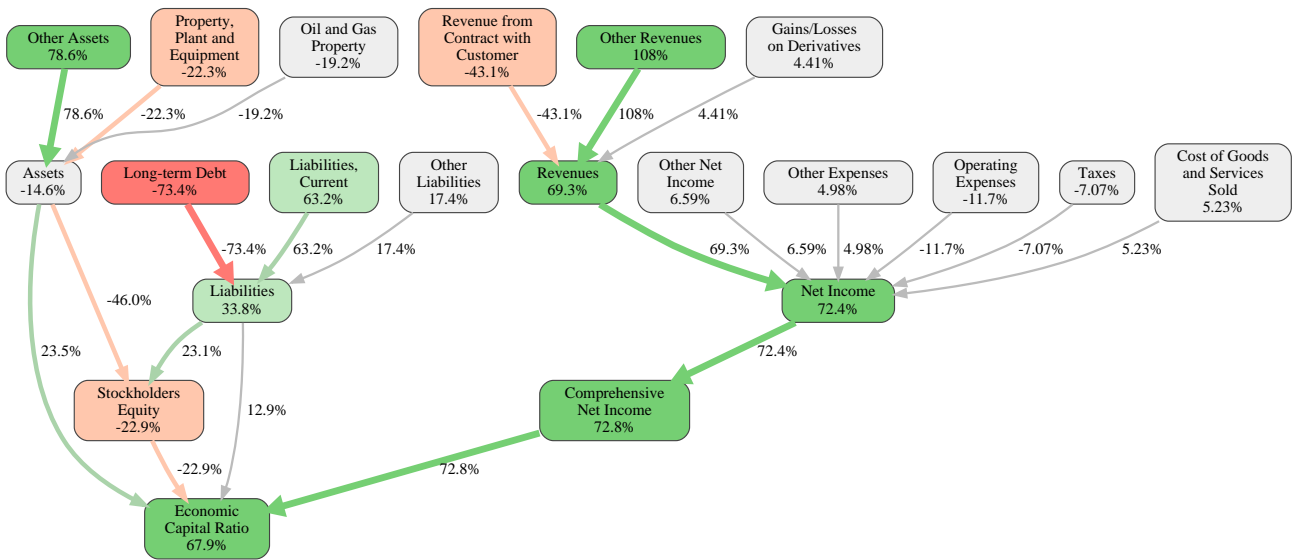 Other Assets
78.6%
Property,
Plant and
Equipment
-22.3%
Oil and Gas
Property
-19.2%
Revenue from
Contract with
Customer
-43.1%
Other Revenues
108%
Gains/Losses
on Derivatives
4.41%
78.6%
-22.3%
-19.2%
-43.1%
108%
4.41%
Assets
-14.6%
Long-term Debt
-73.4%
Liabilities,
Current
63.2%
Other
Liabilities
17.4%
Revenues
69.3%
Other Net
Income
6.59%
Other Expenses
4.98%
Operating
Expenses
-11.7%
Taxes
-7.07%
Cost of Goods
and Services
Sold
5.23%
-73.4%
63.2%
17.4%
69.3%
6.59%
4.98%
-11.7%
-7.07%
5.23%
-46.0%
Liabilities
33.8%
Net Income
72.4%
23.5%
23.1%
12.9%
72.4%
Stockholders
Equity
-22.9%
Comprehensive
Net Income
72.8%
-22.9%
72.8%
Economic
Capital Ratio
67.9%